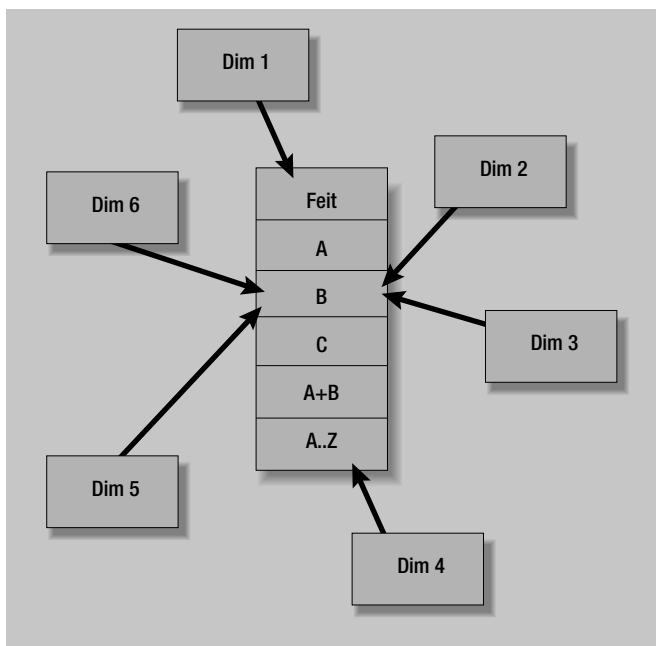 Dim 1
Dim 2
Dim 6
Feit
A
B
C
A+B
A..Z
Dim 3
Dim 5
Dim 4